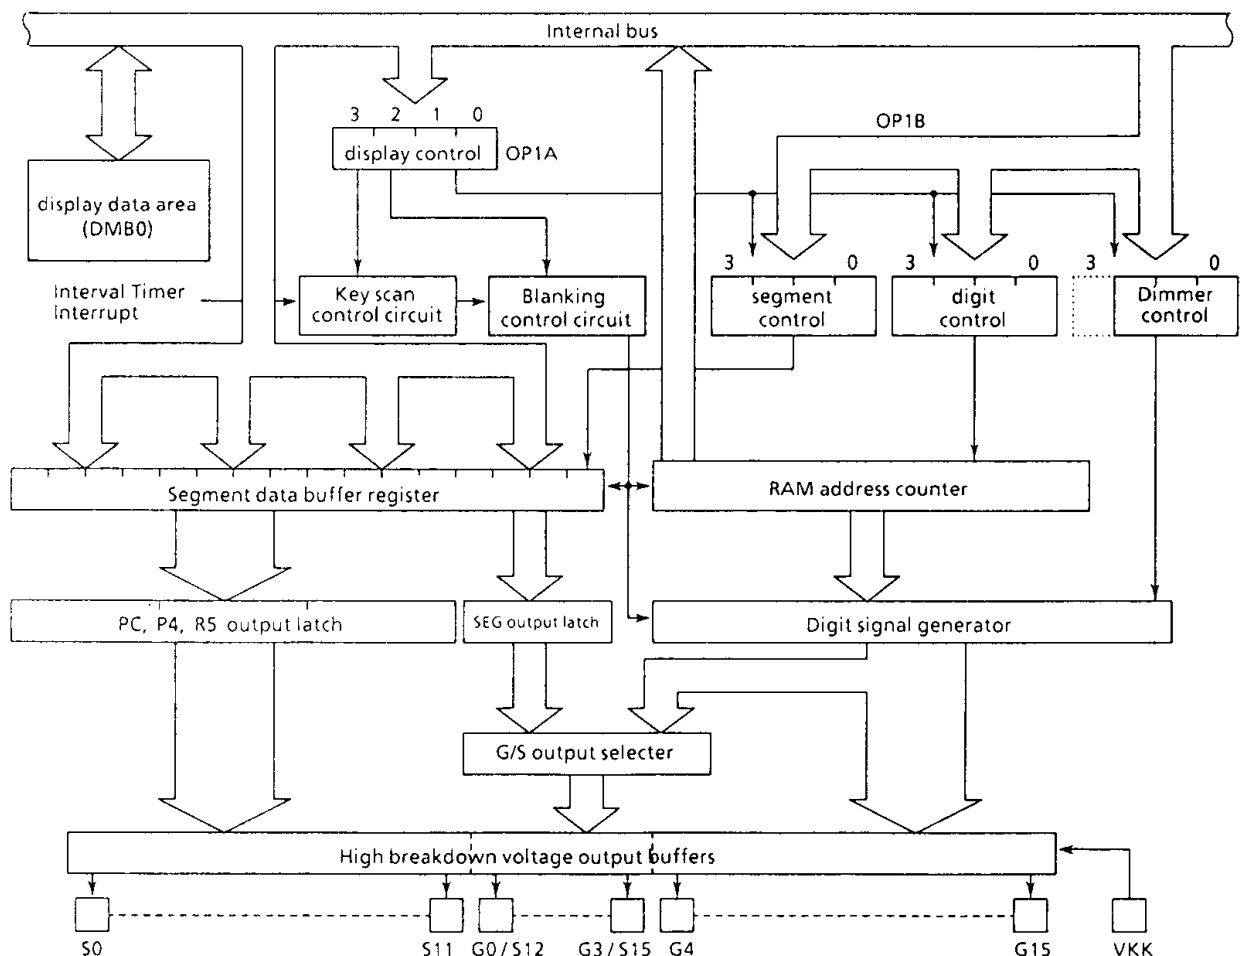 Internal bus
3 2 1 0
display control OP1A
OP1B
display data area
(DMB0)
3 0
3 0
3 0
Interval Timer
Interrupt
Key scan
control circuit
Blanking
control circuit
segment
control
digit
control
Dimmer
control
Segment data buffer register
RAM address counter
PC, P4, R5 output latch
SEG output latch
Digit signal generator
G/S output selecter
High breakdown voltage output buffers
S0 S11 G0/S12 G3/S15 G4 G15 VKK